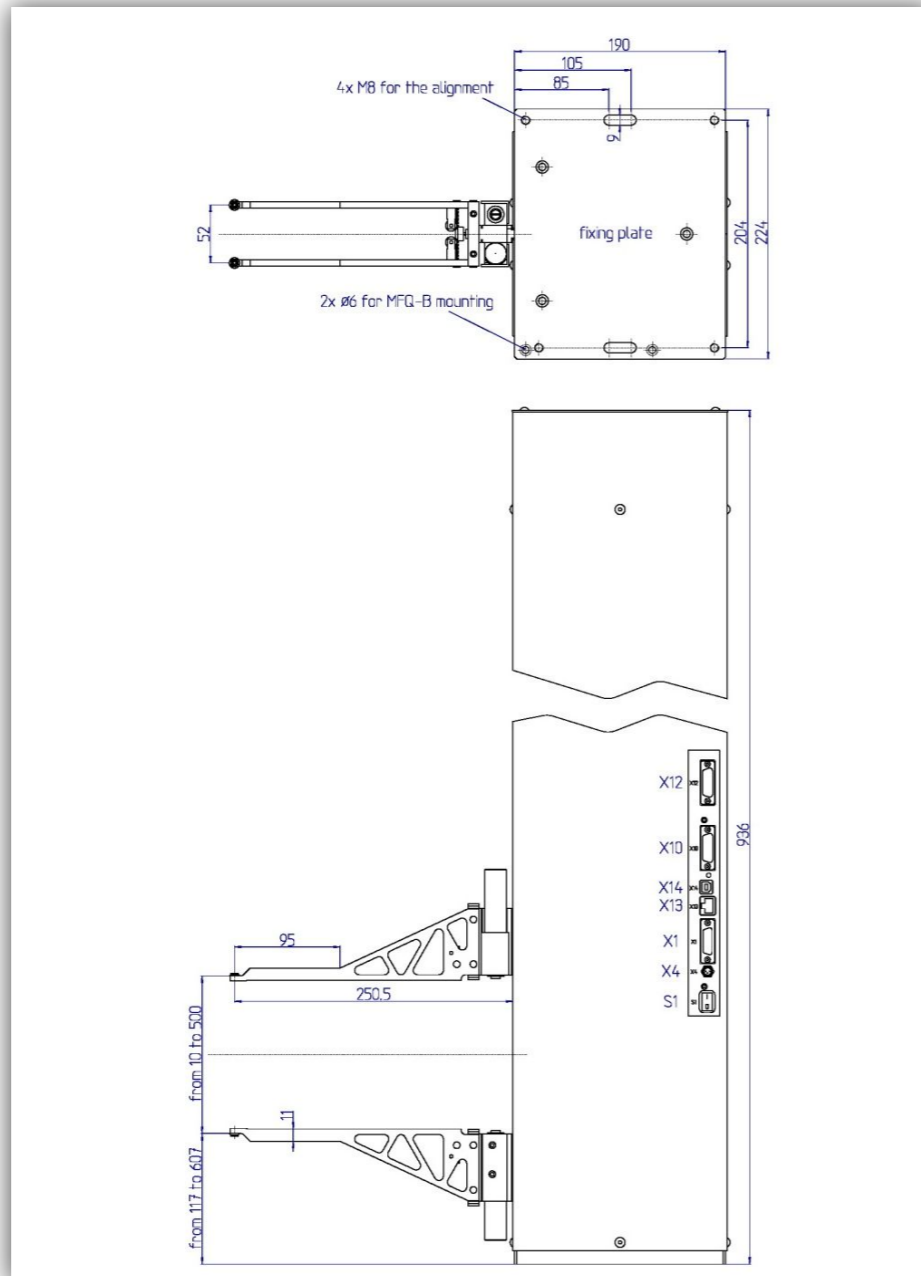 190
105
85
4x M8 for the alignment
9
52
fixing plate
204
224
2x ø6 for MFQ-B mounting
X12
X10
936
X14
X13
X1
95
X4
250.5
S1
from 10 to 500
11
from 117 to 607